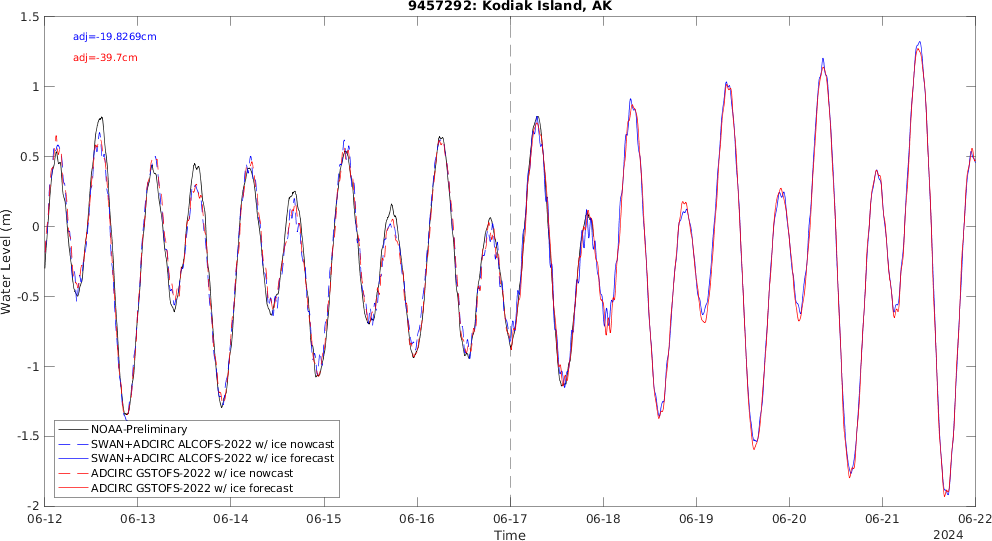 9457292: Kodiak Island, AK
adj=-19.8269cm
adj=-39.7cm
1.5
1
0.5
0
-0.5
-1
-1.5
-2
Water Level (m)
NOAA-Preliminary
SWAN+ADCIRC ALCOFS-2022 w/ ice nowcast
SWAN+ADCIRC ALCOFS-2022 w/ ice forecast
ADCIRC GSTOFS-2022 w/ ice nowcast
ADCIRC GSTOFS-2022 w/ ice forecast
06-12 06-13 06-14 06-15 06-16 06-17 06-18 06-19 06-20 06-21 06-22
Time
2024